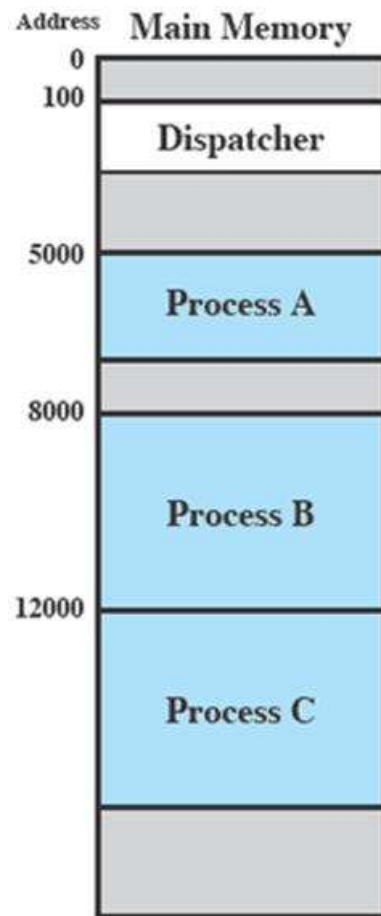 Address Main Memory
0
100
Dispatcher
5000
Process A
8000
Process B
12000
Process C